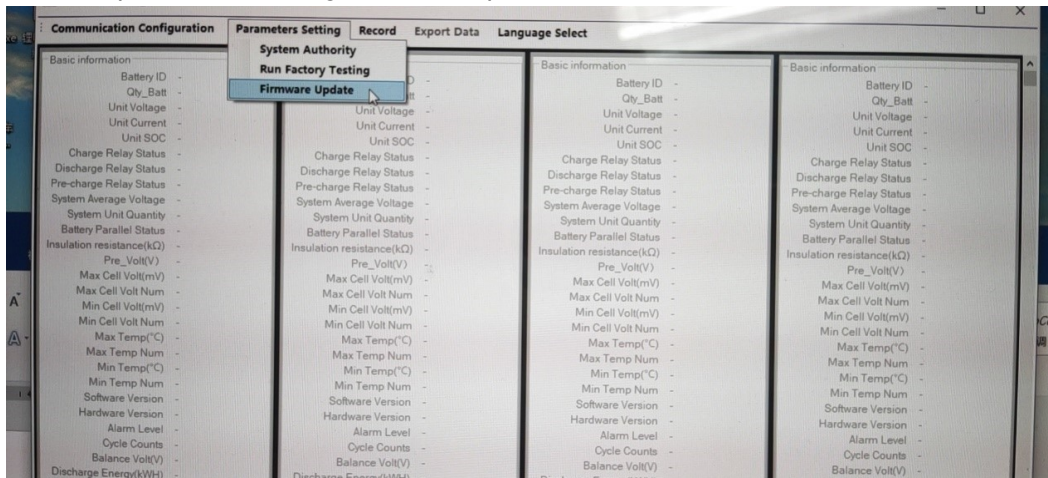 Communication Configuration Parameters Setting Record Export Data Language Select
System Authority
Run Factory Testing
Firmware Update
Basic information
Battery ID -
Qty_Batt -
Unit Voltage -
Unit Current -
Unit SOC -
Charge Relay Status -
Discharge Relay Status -
Pre-charge Relay Status -
System Average Voltage -
System Unit Quantity -
Battery Parallel Status -
Insulation resistance(kΩ) -
Pre_Volt(V) -
Max Cell Volt(mV) -
Max Cell Volt Num -
Min Cell Volt(mV) -
Min Cell Volt Num -
Max Temp(°C) -
Max Temp Num -
Min Temp(°C) -
Min Temp Num -
Software Version -
Hardware Version -
Alarm Level -
Cycle Counts -
Balance Volt(V) -
Discharge Energy(kWH)
Unit Voltage -
Unit Current -
Unit SOC -
Charge Relay Status -
Discharge Relay Status -
Pre-charge Relay Status -
System Average Voltage -
System Unit Quantity -
Battery Parallel Status -
Insulation resistance(kΩ) -
Pre_Volt(V) -
Max Cell Volt(mV) -
Max Cell Volt Num -
Min Cell Volt(mV) -
Min Cell Volt Num -
Max Temp(°C) -
Max Temp Num -
Min Temp(°C) -
Min Temp Num -
Software Version -
Hardware Version -
Alarm Level -
Cycle Counts -
Balance Volt(V) -
Discharge Energy(kWH)
Basic information
Battery ID -
Qty_Batt -
Unit Voltage -
Unit Current -
Unit SOC -
Charge Relay Status -
Discharge Relay Status -
Pre-charge Relay Status -
System Average Voltage -
System Unit Quantity -
Battery Parallel Status -
Insulation resistance(kΩ) -
Pre_Volt(V) -
Max Cell Volt(mV) -
Max Cell Volt Num -
Min Cell Volt(mV) -
Min Cell Volt Num -
Max Temp(°C) -
Max Temp Num -
Min Temp(°C) -
Min Temp Num -
Software Version -
Hardware Version -
Alarm Level -
Cycle Counts -
Balance Volt(V) -
Basic information
Battery ID -
Qty_Batt -
Unit Voltage -
Unit Current -
Unit SOC -
Charge Relay Status -
Discharge Relay Status -
Pre-charge Relay Status -
System Average Voltage -
System Unit Quantity -
Battery Parallel Status -
Insulation resistance(kΩ) -
Pre_Volt(V) -
Max Cell Volt(mV) -
Max Cell Volt Num -
Min Cell Volt(mV) -
Min Cell Volt Num -
Max Temp(°C) -
Max Temp Num -
Min Temp(°C) -
Min Temp Num -
Software Version -
Hardware Version -
Alarm Level -
Cycle Counts -
Balance Volt(V) -